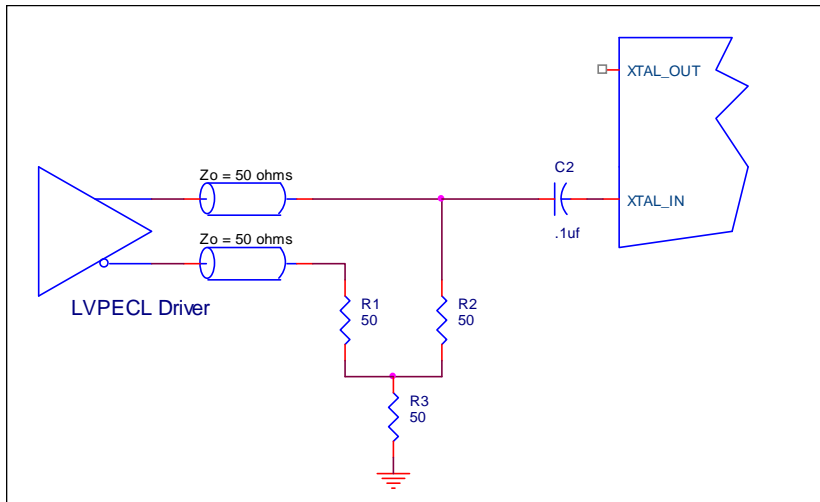 XTAL_OUT
Zo = 50 ohms
C2
XTAL_IN
.1uf
Zo = 50 ohms
LVPECL Driver
R1
50
R2
50
R3
50